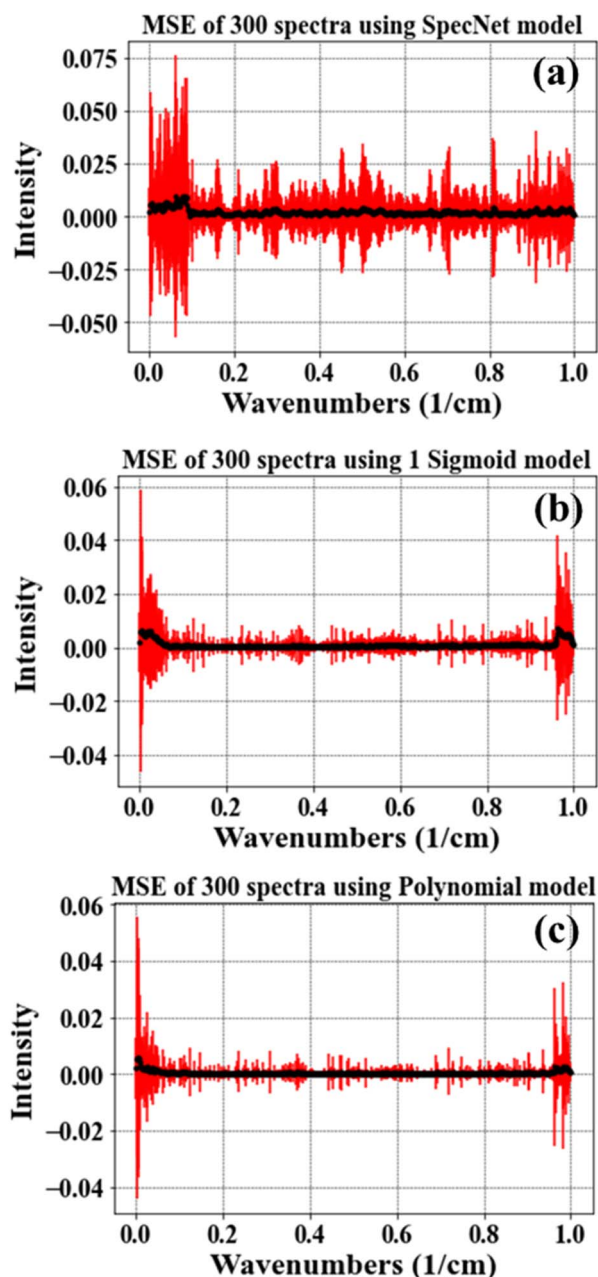 MSE of 300 spectra using SpecNet model
(a)
0.075
0.050
0.025
0.000
−0.025
−0.050
Intensity
0.0 0.2 0.4 0.6 0.8 1.0
Wavenumbers (1/cm)
MSE of 300 spectra using 1 Sigmoid model
(b)
0.06
0.04
0.02
0.00
−0.02
−0.04
Intensity
0.0 0.2 0.4 0.6 0.8 1.0
Wavenumbers (1/cm)
MSE of 300 spectra using Polynomial model
(c)
0.06
0.04
0.02
0.00
−0.02
−0.04
Intensity
0.0 0.2 0.4 0.6 0.8 1.0
Wavenumbers (1/cm)